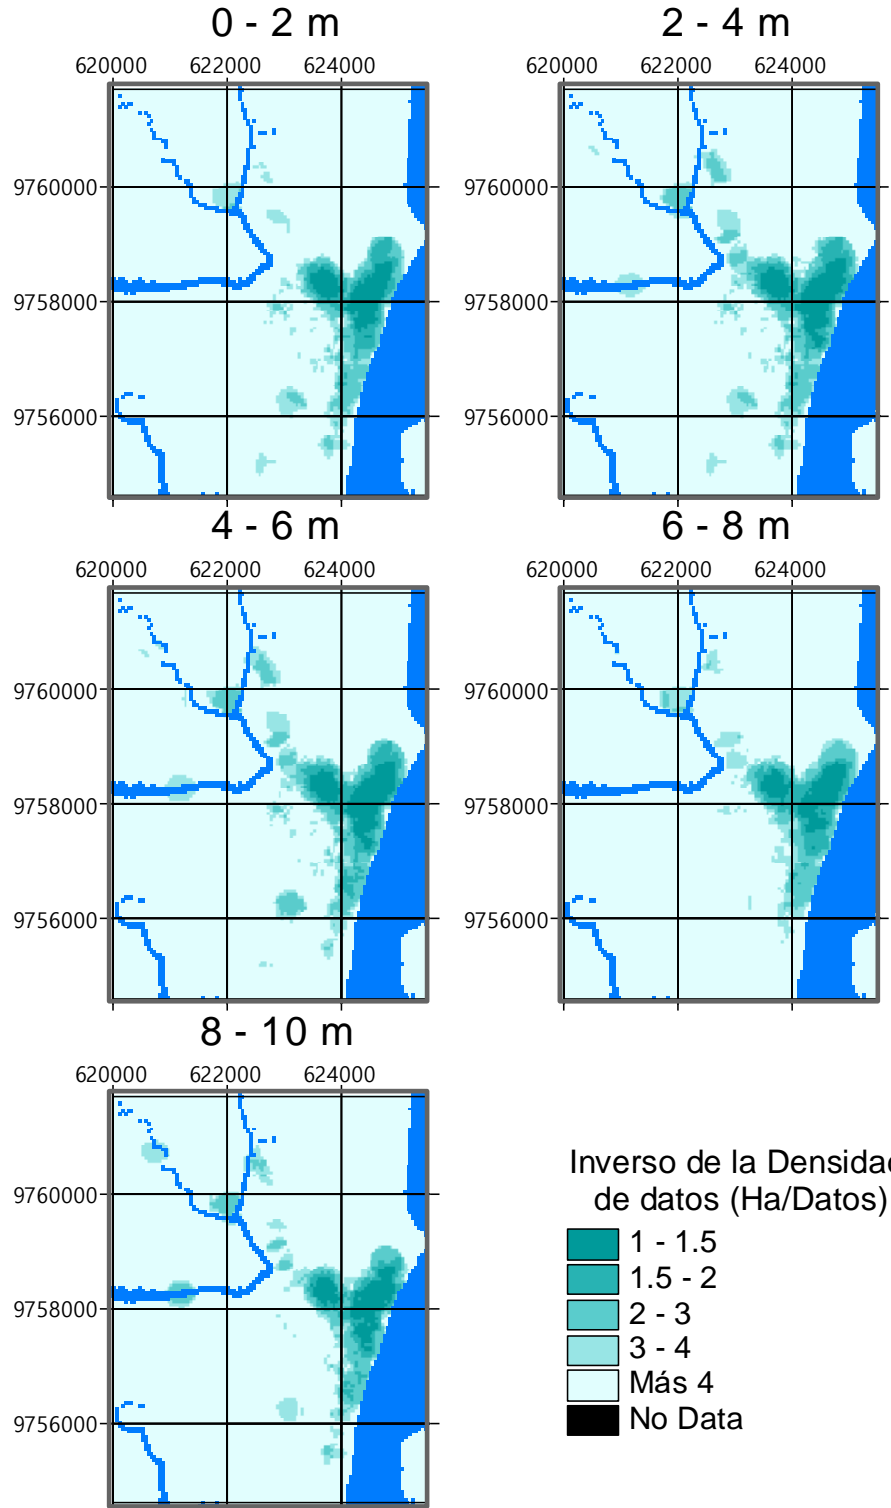 0 - 2 m
2 - 4 m
620000 622000 624000
620000 622000 624000
9760000
9760000
9758000
9758000
9756000
9756000
4 - 6 m
6 - 8 m
620000 622000 624000
620000 622000 624000
9760000
9760000
9758000
9758000
9756000
9756000
8 - 10 m
620000 622000 624000
9760000
9758000
9756000
Inverso de la Densidad
de datos (Ha/Datos)
1 - 1.5
1.5 - 2
2 - 3
3 - 4
Más 4
No Data